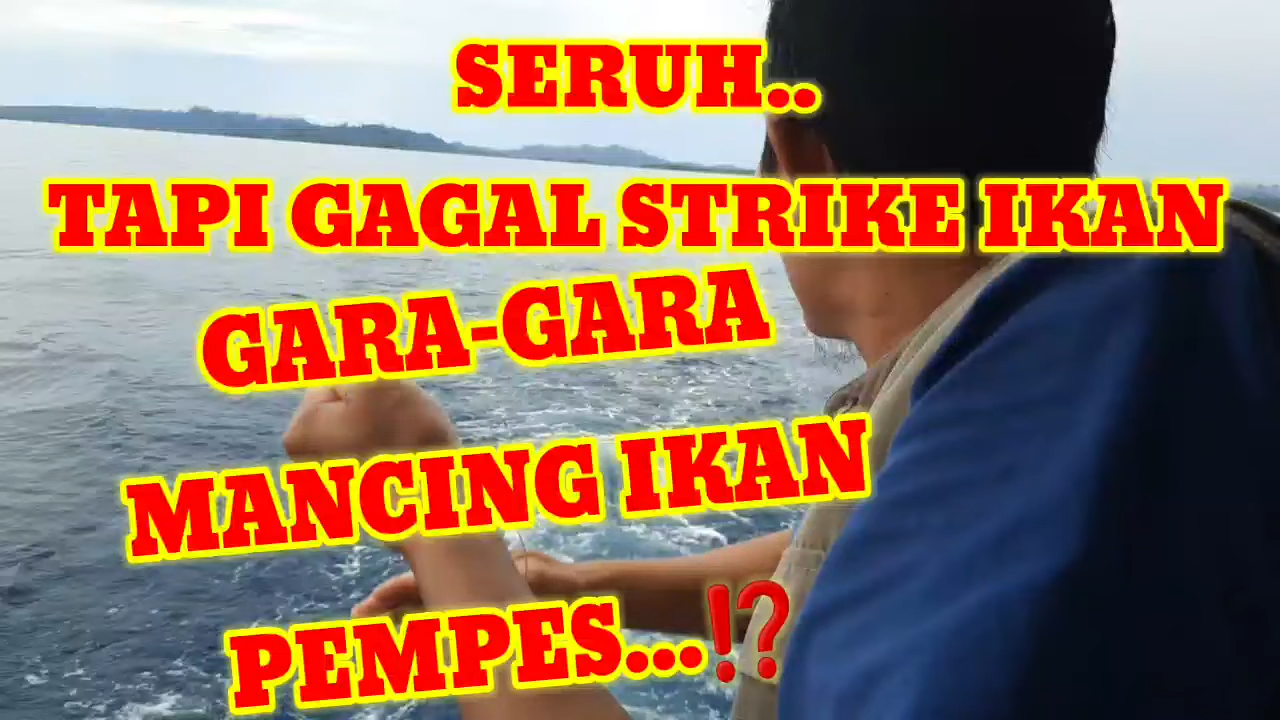 SERUH..
TAPI GAGAL STRIKE IKAN
GARA-GARA
MANCING IKAN
PEMPES...⁉